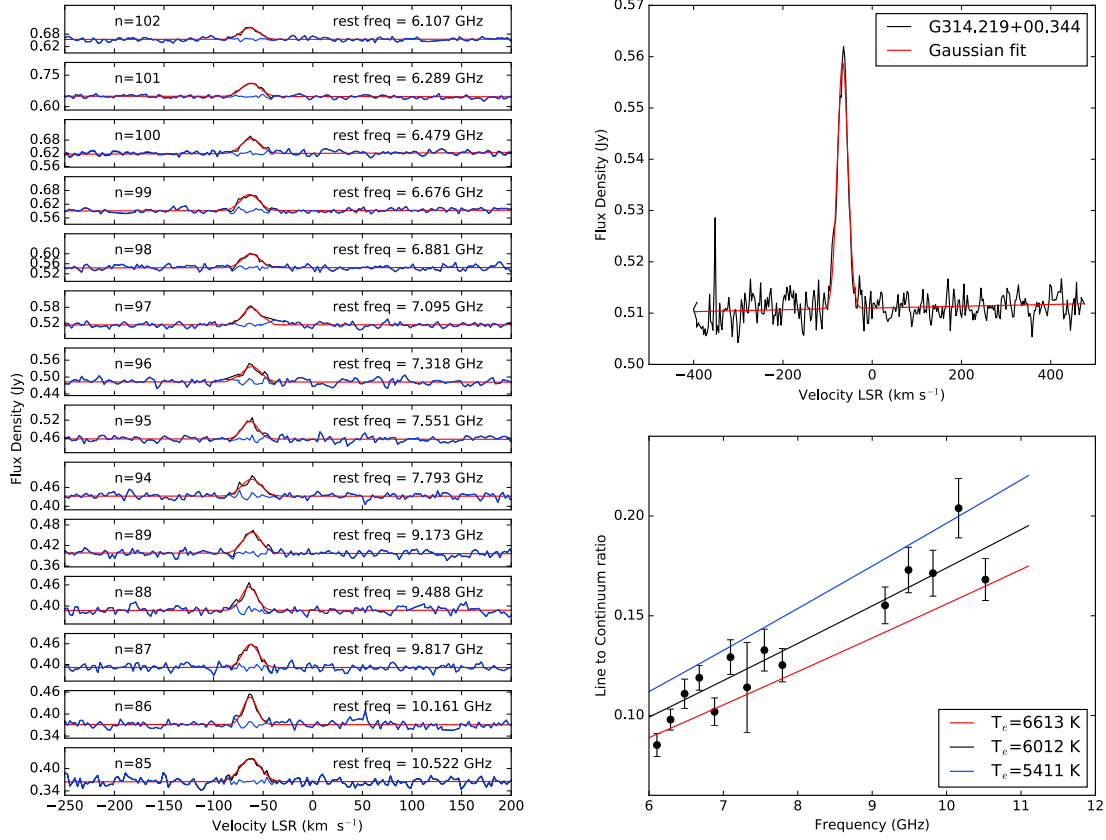 n=102 rest freq = 6.107 GHz
0.68
0.62
n=101 rest freq = 6.289 GHz
0.75
0.60
n=100 rest freq = 6.479 GHz
0.68
0.62
0.56
n=99 rest freq = 6.676 GHz
0.68
0.62
0.56
n=98 rest freq = 6.881 GHz
0.60
0.56
0.52
n=97 rest freq = 7.095 GHz
0.58
0.52
n=96 rest freq = 7.318 GHz
0.56
0.50
0.44
n=95 rest freq = 7.551 GHz
0.52
0.46
n=94 rest freq = 7.793 GHz
0.46
0.40
n=89 rest freq = 9.173 GHz
0.48
0.40
0.36
n=88 rest freq = 9.488 GHz
0.46
0.40
n=87 rest freq = 9.817 GHz
0.46
0.40
n=86 10.161 GHz
rest freq =
0.46
0.40
0.34
n=85 rest freq = 10.522 GHz
0.40
0.34
−250 −200 −150 −100 −50 0 50 100 150 200
Velocity LSR (km s⁻¹)
Flux Density (Jy)
G314.219+00.344
Gaussian fit
0.57
0.56
0.55
0.54
0.53
0.52
0.51
0.50
−400 −200 0 200 400
Velocity LSR (km s⁻¹)
Flux Density (Jy)
0.20
0.15
0.10
Tₑ=6613 K
Tₑ=6012 K
Tₑ=5411 K
6 7 8 9 10 11 12
Frequency (GHz)
Line to Continuum ratio